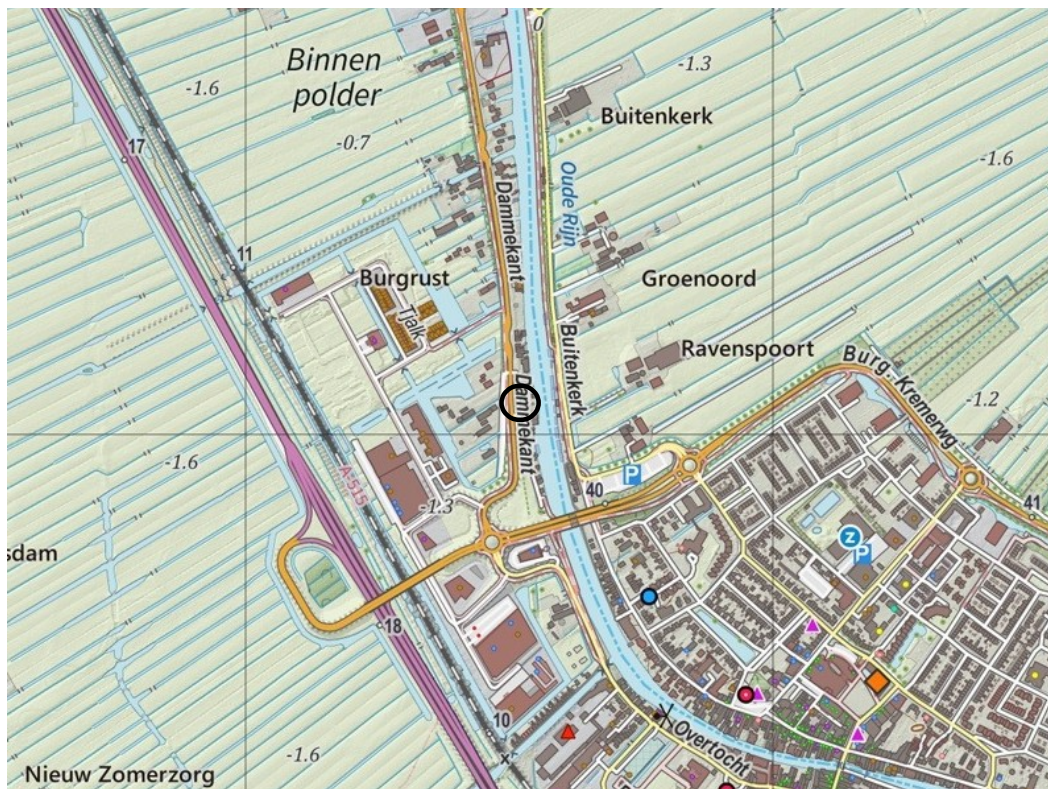 0
Binnen
polder
-1.6
-1.3
Buitenkerk
-0.7
17
-1.6
Dammekant
Oude Rijn
11
Burgrust
Groenoord
Tjalk
Buitenkerk
Ravenspoort
Burg. Kremerwg
Dammekant
-1.2
-1.6
A-515
P
40
-1.3
41
sdam
z
P
18
10
Overtocht
-1.6
Nieuw Zomerzorg